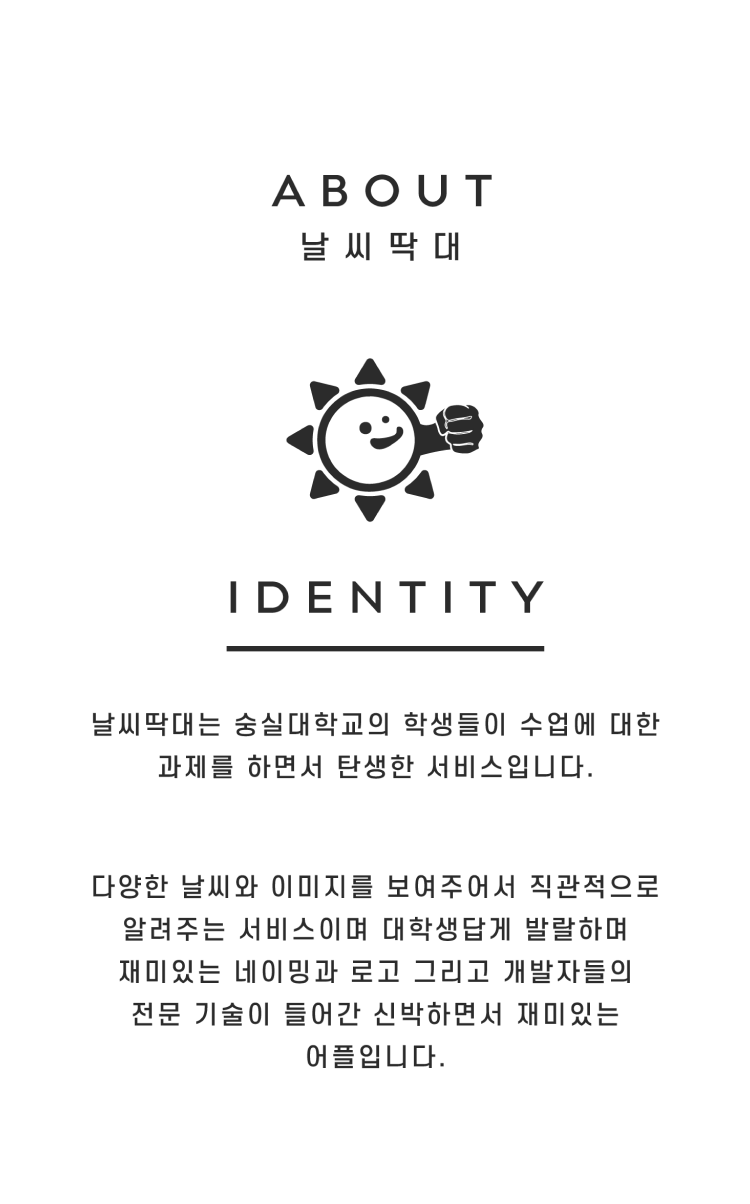 ABOUT
날씨딱대
IDENTITY
날씨딱대는 숭실대학교의 학생들이 수업에 대한
과제를 하면서 탄생한 서비스입니다.
다양한 날씨와 이미지를 보여주어서 직관적으로
알려주는 서비스이며 대학생답게 발랄하며
재미있는 네이밍과 로고 그리고 개발자들의
전문 기술이 들어간 신박하면서 재미있는
어플입니다.